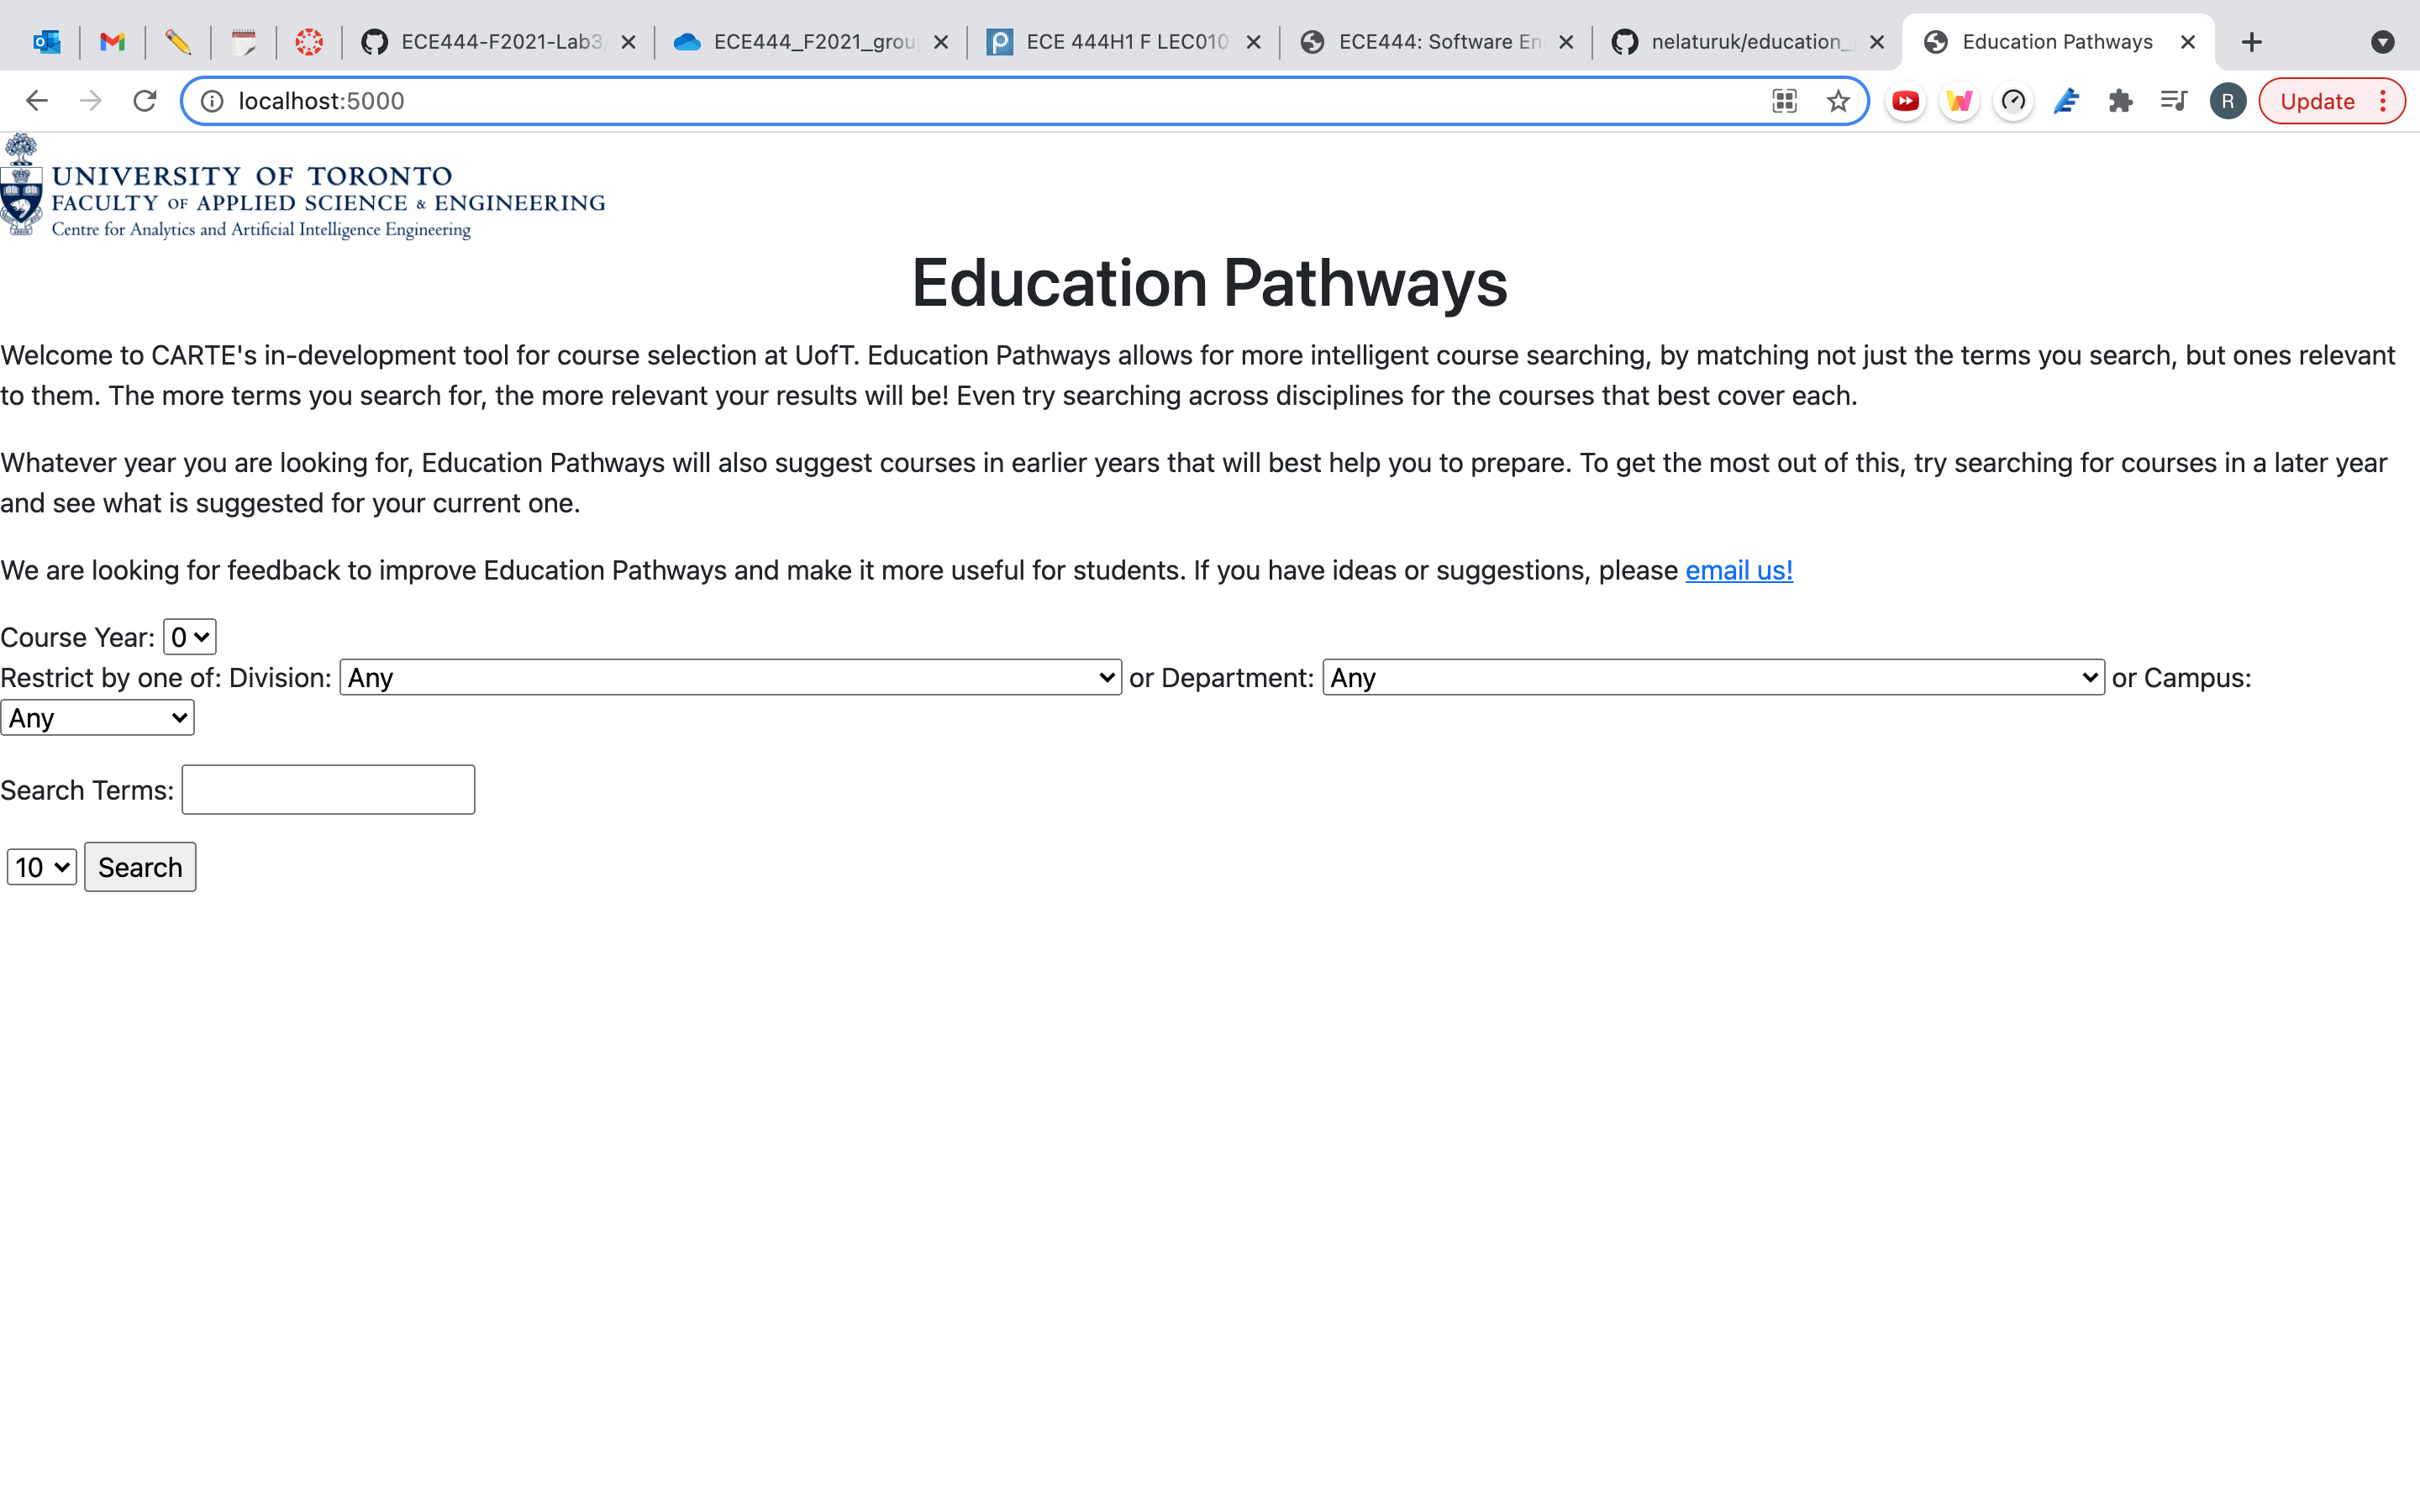 ECE444-F2021-Lab3/
ECE444_F2021_grou
ECE 444H1 F LEC010
ECE444: Software En
nelaturuk/education_
Education Pathways
localhost:5000
R
Update
UNIVERSITY OF TORONTO
FACULTY OF APPLIED SCIENCE & ENGINEERING
Centre for Analytics and Artificial Intelligence Engineering
Education Pathways
Welcome to CARTE's in-development tool for course selection at UofT. Education Pathways allows for more intelligent course searching, by matching not just the terms you search, but ones relevant
to them. The more terms you search for, the more relevant your results will be! Even try searching across disciplines for the courses that best cover each.
Whatever year you are looking for, Education Pathways will also suggest courses in earlier years that will best help you to prepare. To get the most out of this, try searching for courses in a later year
and see what is suggested for your current one.
We are looking for feedback to improve Education Pathways and make it more useful for students. If you have ideas or suggestions, please email us!
Course Year: 0
Restrict by one of: Division: Any or Department: Any or Campus:
Any
Search Terms:
10 Search